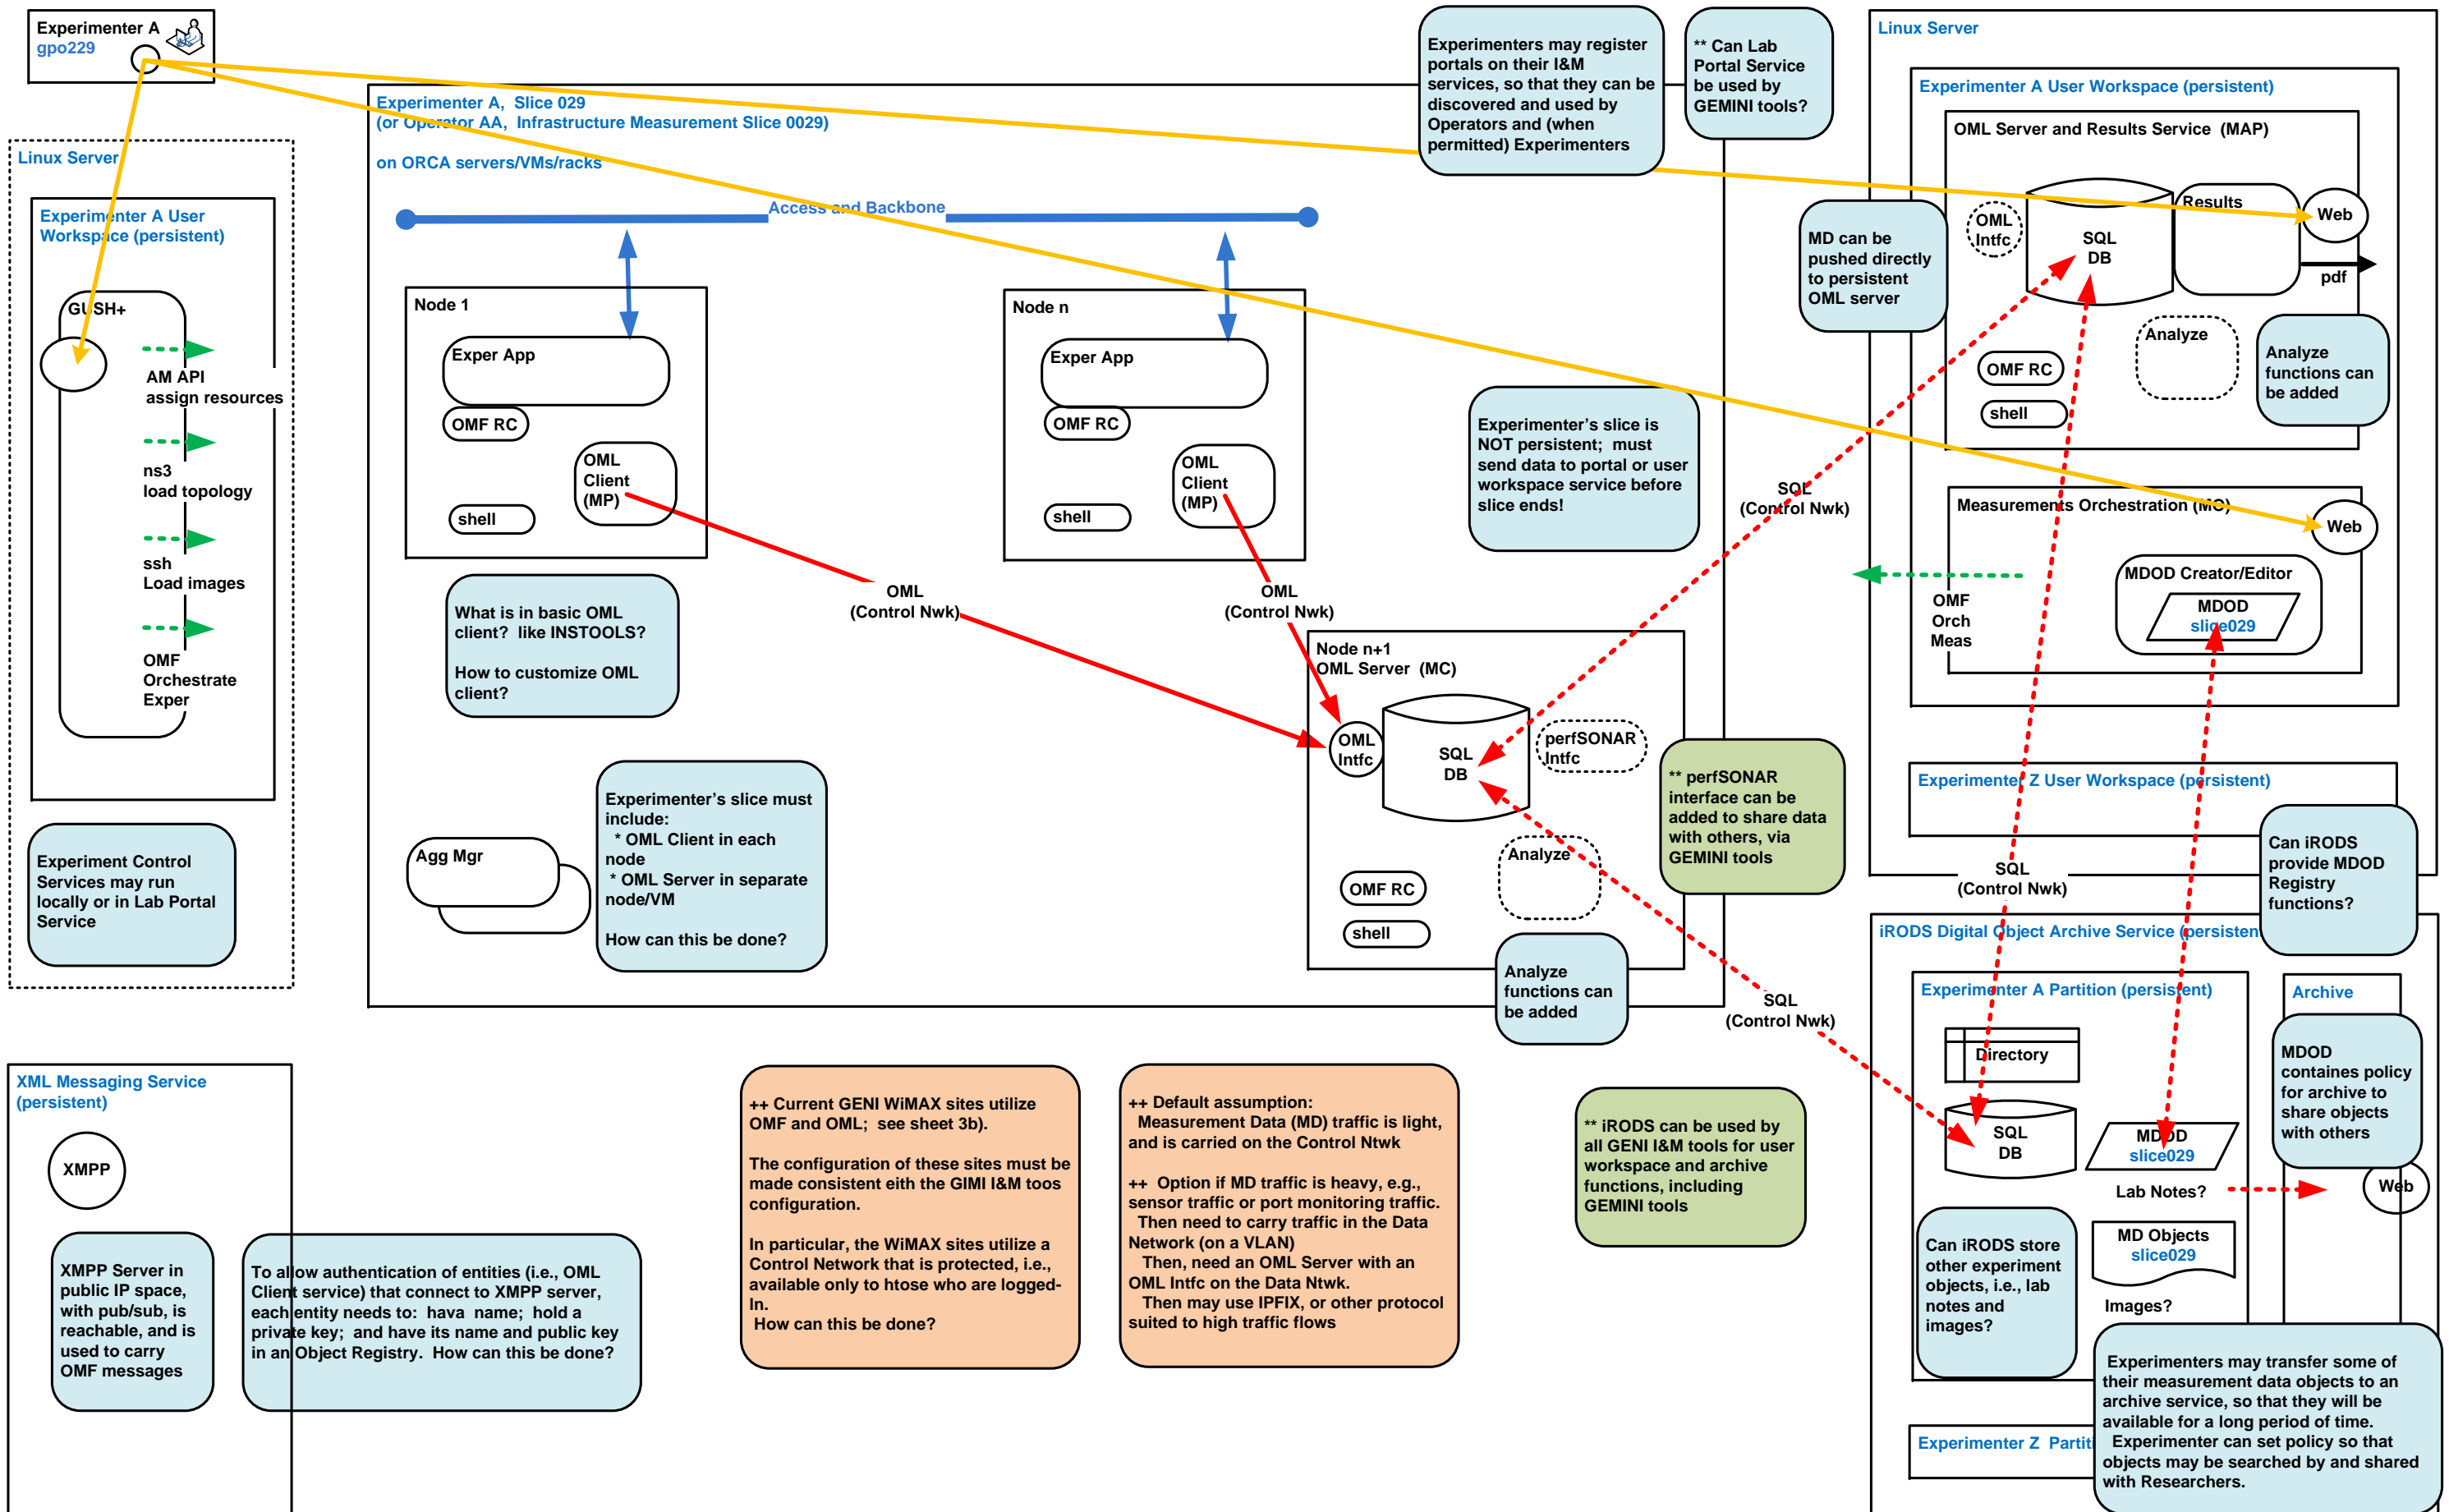 Experimenter A
gpo229
Linux Server
Experimenter A User
Workspace (persistent)
GUSH+
AM API
assign resources
ns3
load topology
ssh
Load images
OMF
Orchestrate
Exper
Experiment Control
Services may run
locally or in Lab Portal
Service
XML Messaging Service
(persistent)
XMPP
XMPP Server in
public IP space,
with pub/sub, is
reachable, and is
used to carry
OMF messages
To allow authentication of entities (i.e., OML
Client service) that connect to XMPP server,
each entity needs to:  hava  name;  hold a
private key;  and have its name and public key
in an Object Registry.  How can this be done?
Experimenter A,  Slice 029
(or Operator AA,  Infrastructure Measurement Slice 0029)
on ORCA servers/VMs/racks
Access and Backbone
Node 1
Exper App
OMF RC
OML
Client
(MP)
shell
Node n
Exper App
OMF RC
OML
Client
(MP)
shell
What is in basic OML
client?  like INSTOOLS?
How to customize OML
client?
OML
(Control Nwk)
OML
(Control Nwk)
Agg Mgr
Experimenter's slice must
include:
* OML Client in each
node
* OML Server in separate
node/VM
How can this be done?
Node n+1
OML Server  (MC)
OML
Intfc
SQL
DB
perfSONAR
Intfc
Analyze
OMF RC
shell
Analyze
functions can
be added
Experimenters may register
portals on their I&M
services, so that they can be
discovered and used by
Operators and (when
permitted) Experimenters
** Can Lab
Portal Service
be used by
GEMINI tools?
MD can be
pushed directly
to persistent
OML server
Experimenter's slice is
NOT persistent;  must
send data to portal or user
workspace service before
slice ends!
SQL
(Control Nwk)
** perfSONAR
interface can be
added to share data
with others, via
GEMINI tools
SQL
(Control Nwk)
++ Current GENI WiMAX sites utilize
OMF and OML;  see sheet 3b).
The configuration of these sites must be
made consistent eith the GIMI I&M toos
configuration.
In particular, the WiMAX sites utilize a
Control Network that is protected, i.e.,
available only to htose who are logged-
In.
How can this be done?
++ Default assumption:
Measurement Data (MD) traffic is light,
and is carried on the Control Ntwk
++  Option if MD traffic is heavy, e.g.,
sensor traffic or port monitoring traffic.
Then need to carry traffic in the Data
Network (on a VLAN)
Then, need an OML Server with an
OML Intfc on the Data Ntwk.
Then may use IPFIX, or other protocol
suited to high traffic flows
** iRODS can be used by
all GENI I&M tools for user
workspace and archive
functions, including
GEMINI tools
Linux Server
Experimenter A User Workspace (persistent)
OML Server and Results Service  (MAP)
OML
Intfc
SQL
DB
Results
Web
pdf
Analyze
OMF RC
shell
Analyze
functions can
be added
Measurements Orchestration (MO)
Web
MDOD Creator/Editor
MDOD
slice029
OMF
Orch
Meas
Experimenter Z User Workspace (persistent)
SQL
(Control Nwk)
Can iRODS
provide MDOD
Registry
functions?
iRODS Digital Object Archive Service (persisten
Experimenter A Partition (persistent)
Directory
SQL
DB
MDOD
slice029
Lab Notes?
MD Objects
slice029
Images?
Can iRODS store
other experiment
objects, i.e., lab
notes and
images?
Archive
MDOD
containes policy
for archive to
share objects
with others
Web
Experimenter Z  Partiti
Experimenters may transfer some of
their measurement data objects to an
archive service, so that they will be
available for a long period of time.
Experimenter can set policy so that
objects may be searched by and shared
with Researchers.